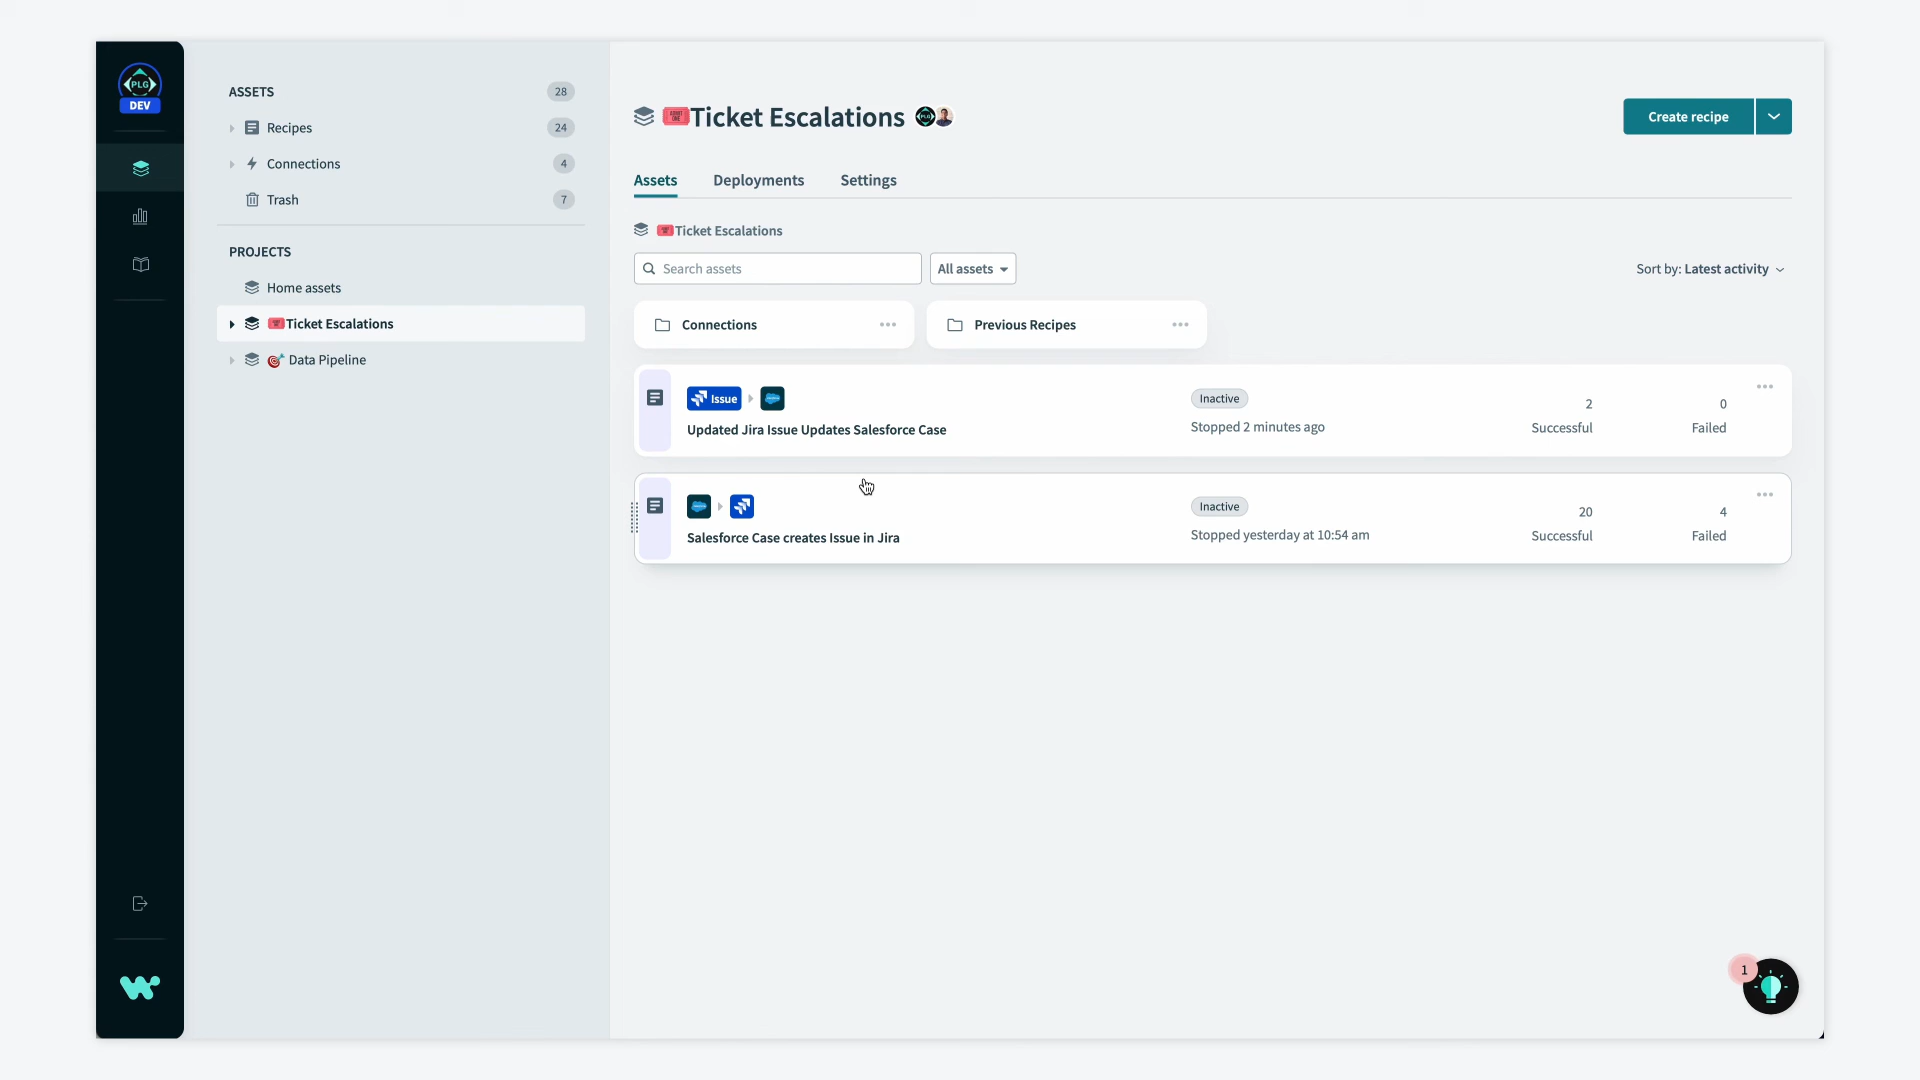 PLG
DEV
ASSETS 28
Recipes 24
Connections 4
Trash 7
PROJECTS
Home assets
Ticket Escalations
Data Pipeline
Ticket Escalations
Create recipe
Assets Deployments Settings
Ticket Escalations
Search assets All assets Sort by: Latest activity
Connections Previous Recipes
Issue Inactive 2 0
Updated Jira Issue Updates Salesforce Case Stopped 2 minutes ago Successful Failed
Inactive 20 4
Salesforce Case creates Issue in Jira Stopped yesterday at 10:54 am Successful Failed
1